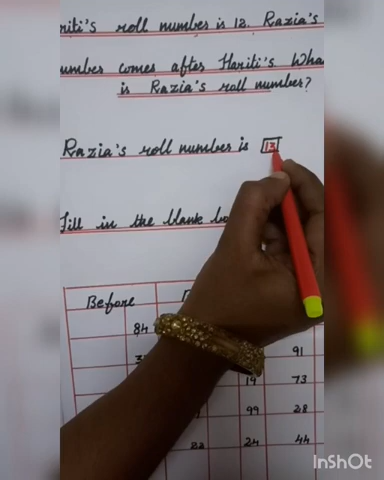 riti's roll number is 12. Razia's
umber comes after Hariti's Wha
is Razia's roll number?
Razia's roll number is 13
Fill in the blank bo
Before
84
91
19 73
99 28
22 24 44
InShOt